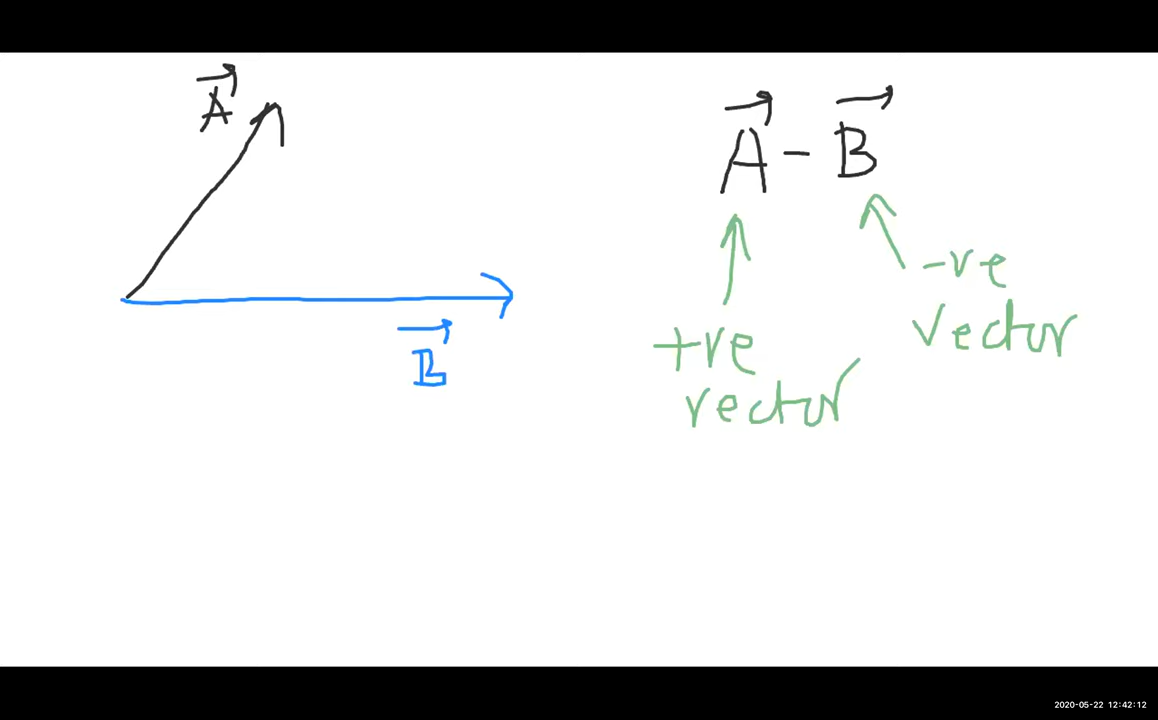 A⃗
B⃗
A⃗ - B⃗
+ve
vector
-ve
vector
2020-05-22 12:42:12